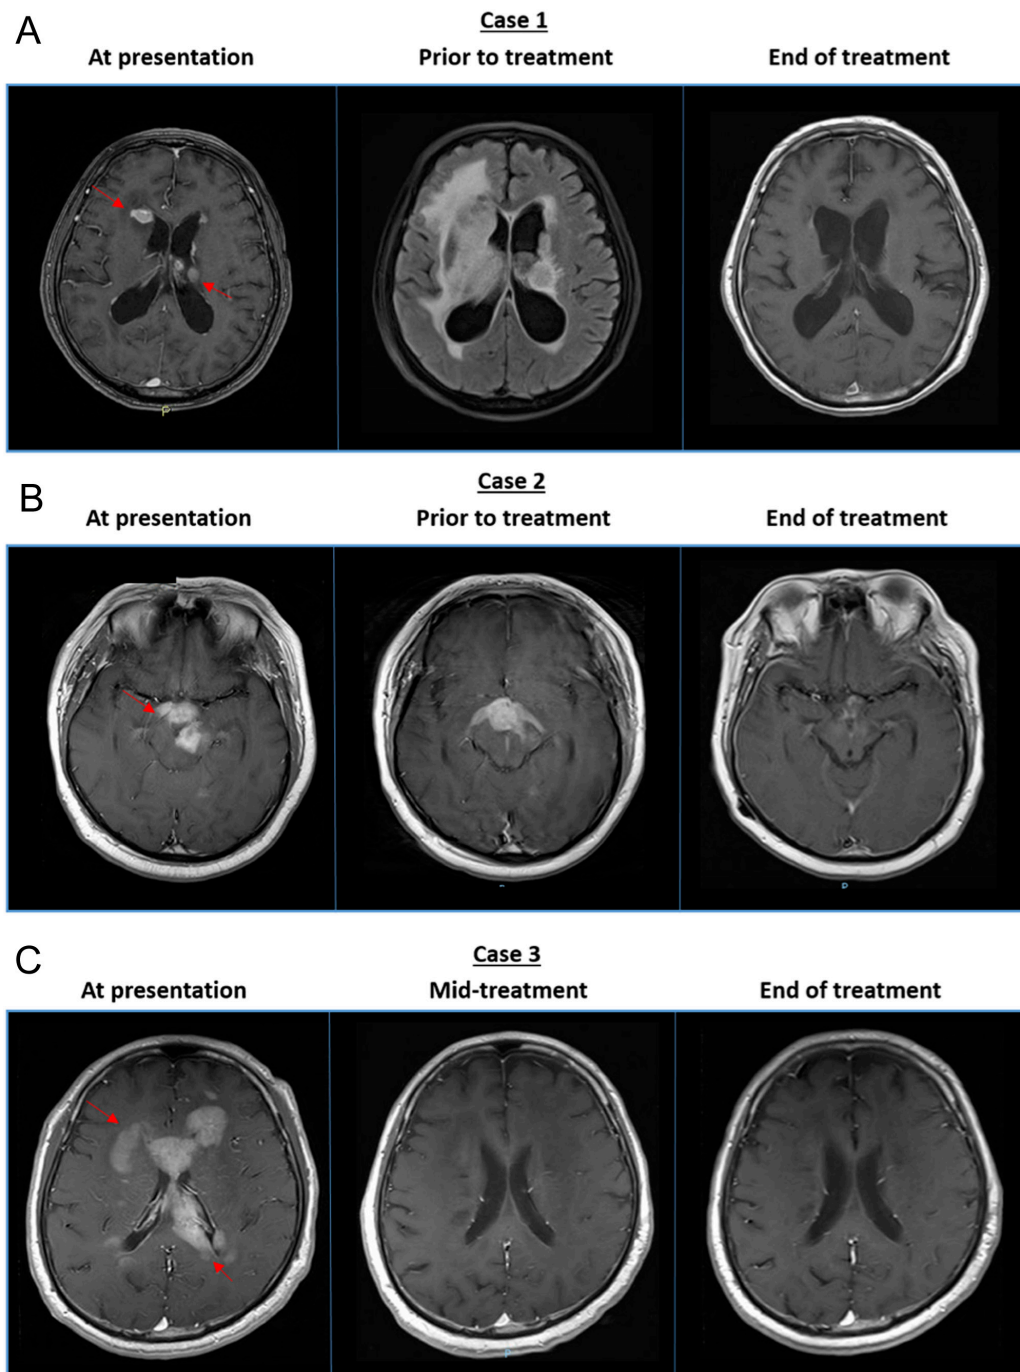 A
Case 1
At presentation Prior to treatment End of treatment
P
B
Case 2
At presentation Prior to treatment End of treatment
P
C
Case 3
At presentation Mid-treatment End of treatment
P